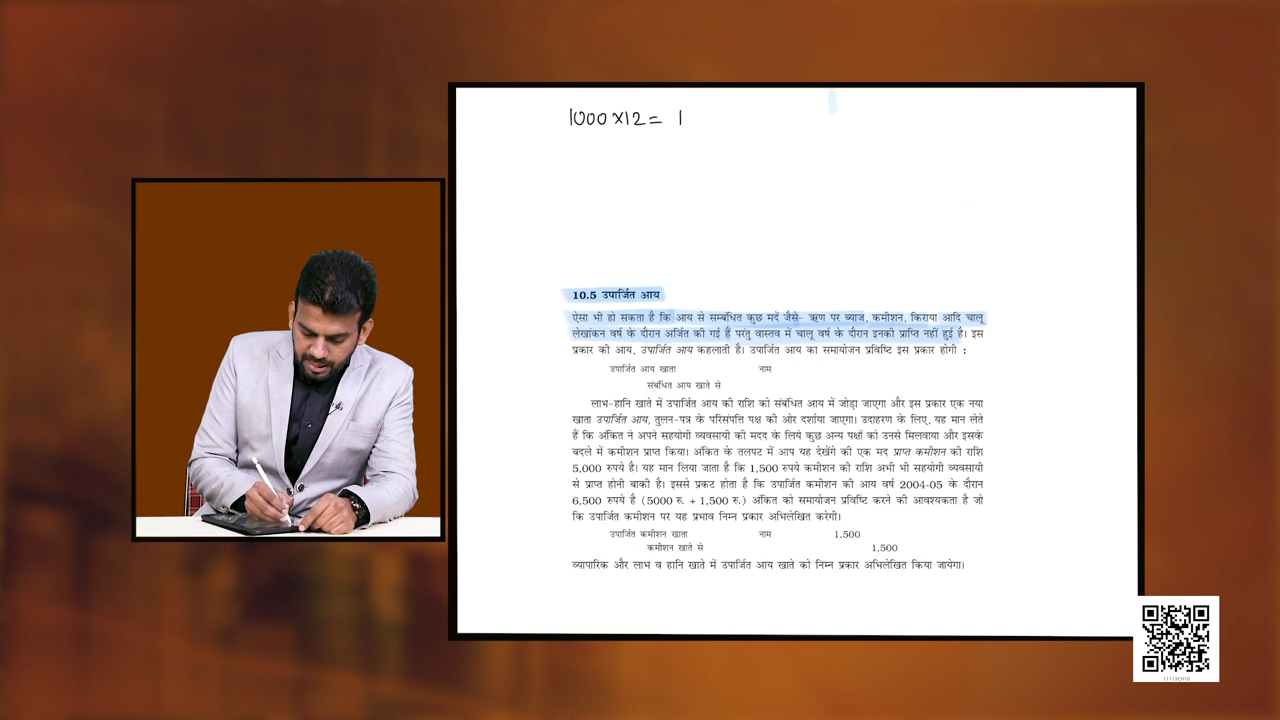 1000×12= 1
10.5 उपार्जित आय
ऐसा भी हो सकता है कि आय से सम्बंधित कुछ मदें जैसे- ऋण पर ब्याज, कमीशन, किराया आदि चालू
लेखांकन वर्ष के दौरान अर्जित की गई हैं परंतु वास्तव में चालू वर्ष के दौरान इनकी प्राप्ति नहीं हुई है। इस
प्रकार की आय, उपार्जित आय कहलाती है। उपार्जित आय का समायोजन प्रविष्टि इस प्रकार होगी :
उपार्जित आय खाता नाम
संबंधित आय खाते से
लाभ-हानि खाते में उपार्जित आय की राशि को संबंधित आय में जोड़ा जाएगा और इस प्रकार एक नया
खाता उपार्जित आय, तुलन-पत्र के परिसंपत्ति पक्ष की ओर दर्शाया जाएगा। उदाहरण के लिए, यह मान लेते
हैं कि अंकित ने अपने सहयोगी व्यवसायी की मदद के लिये कुछ अन्य पक्षों को उनसे मिलवाया और इसके
बदले में कमीशन प्राप्त किया। अंकित के तलपट में आप यह देखेंगे की एक मद प्राप्त कमीशन की राशि
5,000 रुपये है। यह मान लिया जाता है कि 1,500 रुपये कमीशन की राशि अभी भी सहयोगी व्यवसायी
से प्राप्त होनी बाकी है। इससे प्रकट होता है कि उपार्जित कमीशन की आय वर्ष 2004-05 के दौरान
6,500 रुपये है (5000 रु. + 1,500 रु.) अंकित को समायोजन प्रविष्टि करने की आवश्यकता है जो
कि उपार्जित कमीशन पर यह प्रभाव निम्न प्रकार अभिलेखित करेगी।
उपार्जित कमीशन खाता नाम 1,500
कमीशन खाते से 1,500
व्यापारिक और लाभ व हानि खाते में उपार्जित आय खाते को निम्न प्रकार अभिलेखित किया जायेगा।